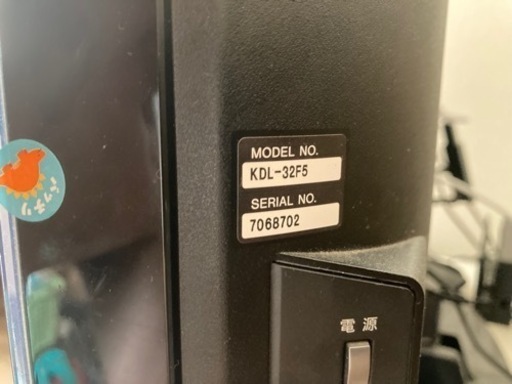 MODEL NO.
KDL-32F5
SERIAL NO.
7068702
電源